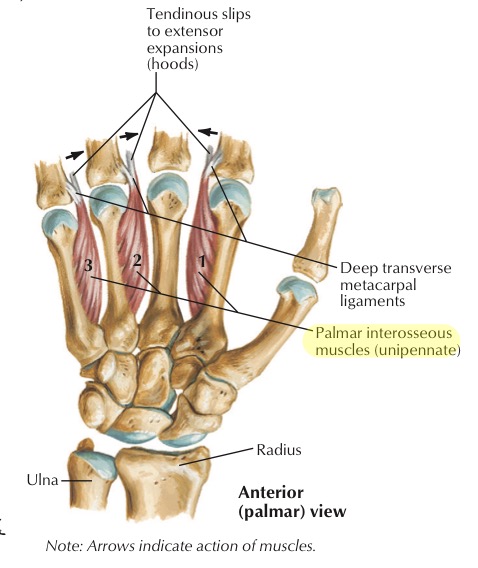 Tendinous slips
to extensor
expansions
(hoods)
3
2
1
Deep transverse
metacarpal
ligaments
Palmar interosseous
muscles (unipennate)
Radius
Ulna
Anterior
(palmar) view
Note: Arrows indicate action of muscles.